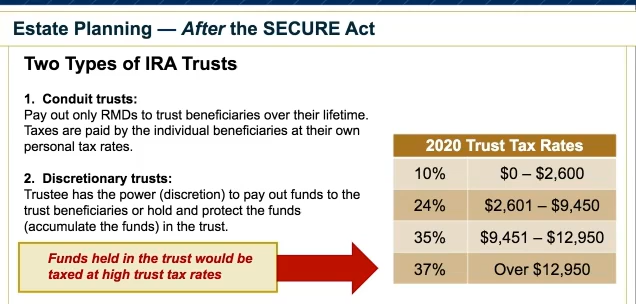 Estate Planning — After the SECURE Act
Two Types of IRA Trusts
1. Conduit trusts:
Pay out only RMDs to trust beneficiaries over their lifetime.
Taxes are paid by the individual beneficiaries at their own
personal tax rates.
2. Discretionary trusts:
Trustee has the power (discretion) to pay out funds to the
trust beneficiaries or hold and protect the funds
(accumulate the funds) in the trust.
Funds held in the trust would be
taxed at high trust tax rates
2020 Trust Tax Rates
10% $0 – $2,600
24% $2,601 – $9,450
35% $9,451 – $12,950
37% Over $12,950